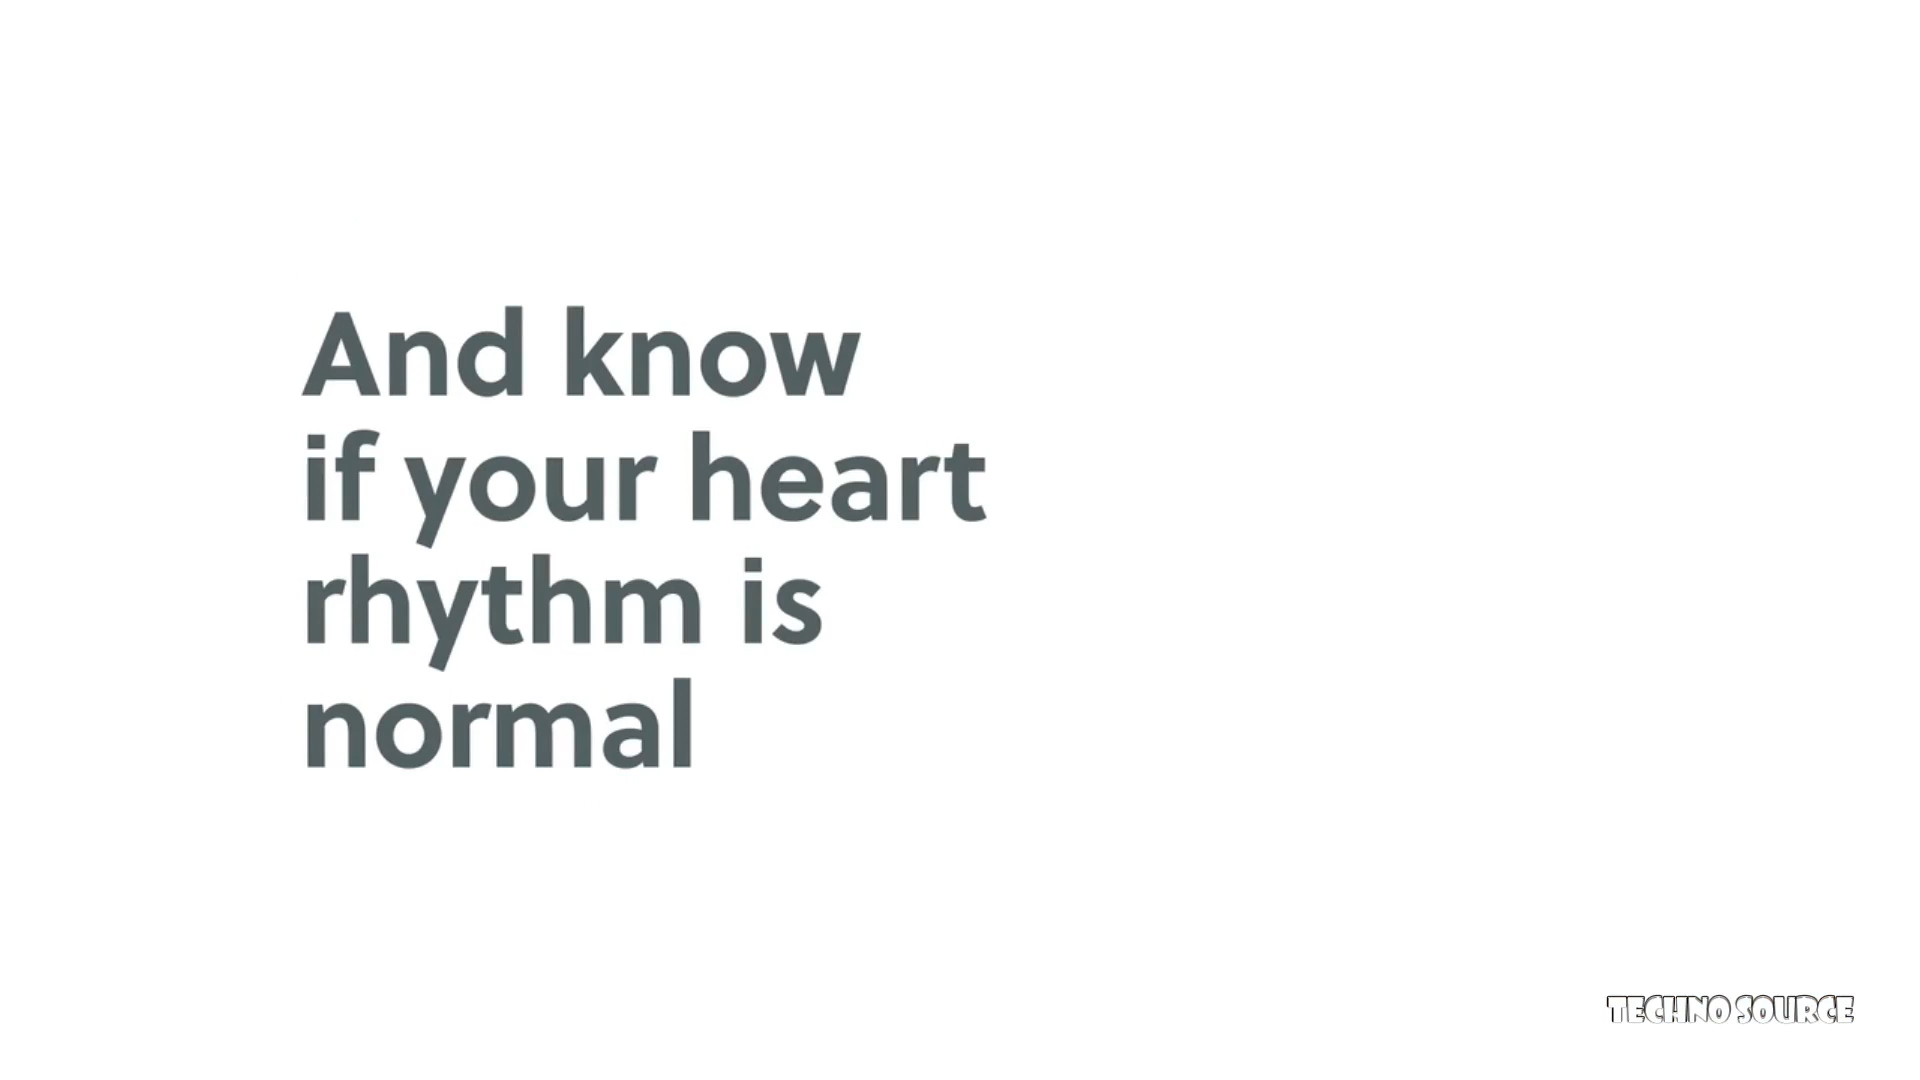 And know
if your heart
rhythm is
normal
TECHNO SOURCE